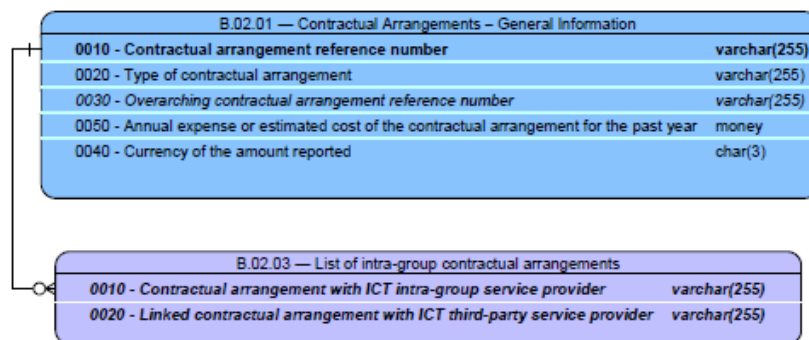 B.02.01 — Contractual Arrangements – General Information
0010 - Contractual arrangement reference number varchar(255)
0020 - Type of contractual arrangement varchar(255)
0030 - Overarching contractual arrangement reference number varchar(255)
0050 - Annual expense or estimated cost of the contractual arrangement for the past year money
0040 - Currency of the amount reported char(3)
B.02.03 — List of intra-group contractual arrangements
0010 - Contractual arrangement with ICT intra-group service provider varchar(255)
0020 - Linked contractual arrangement with ICT third-party service provider varchar(255)